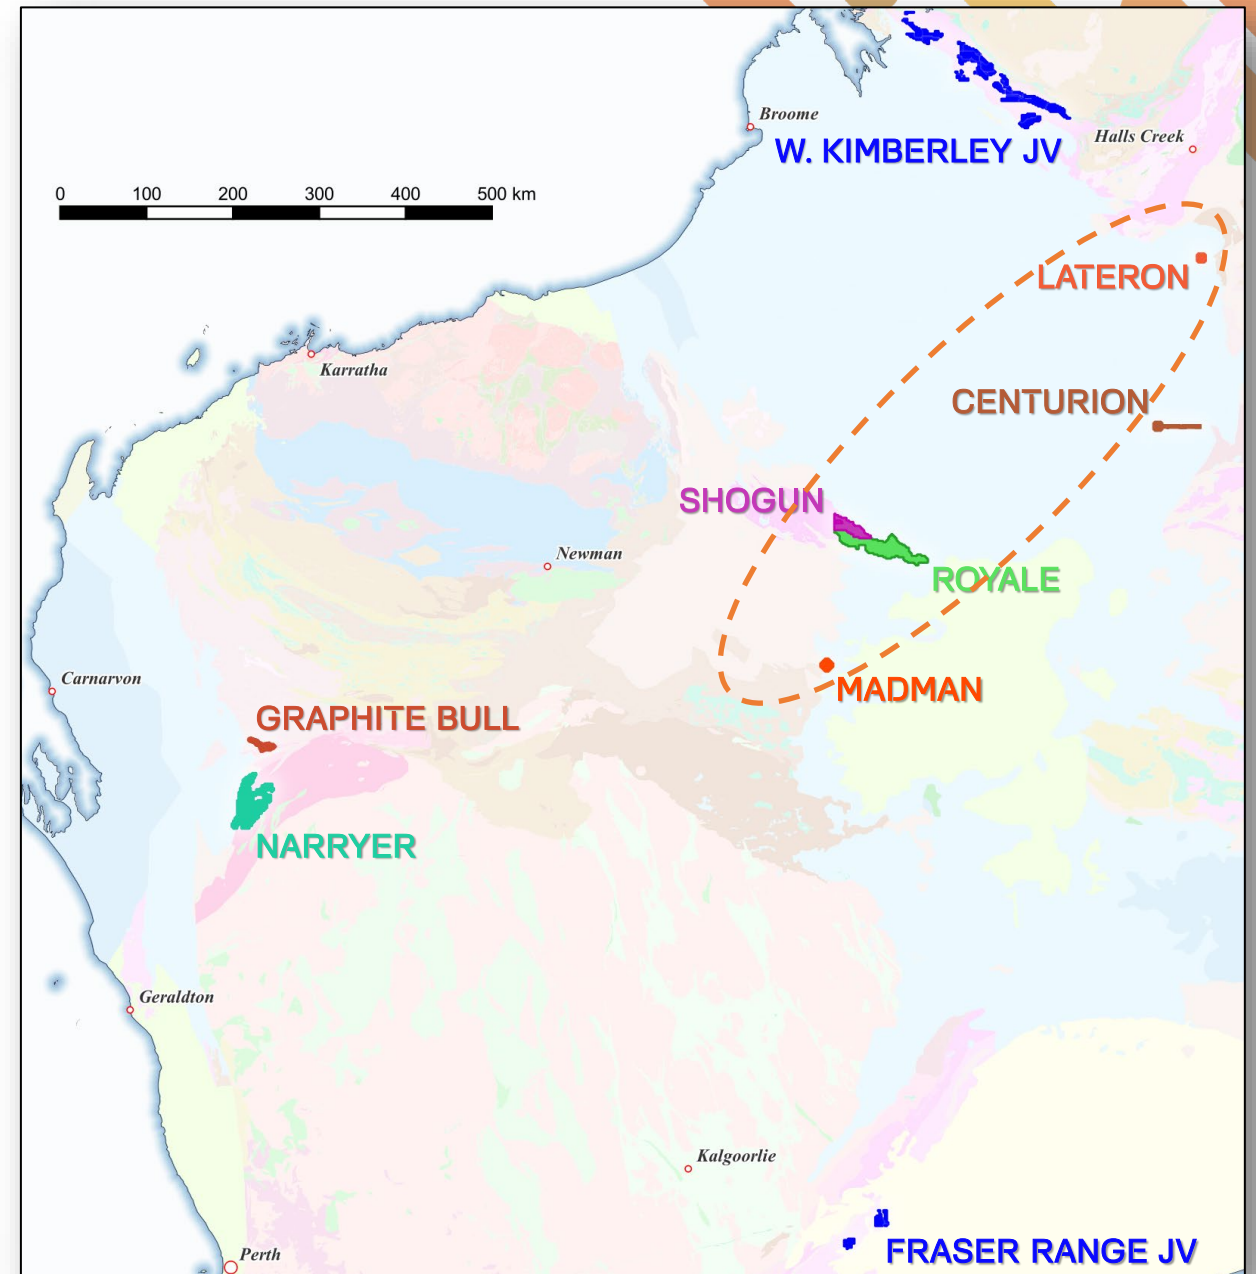 Broome
W. KIMBERLEY JV
Halls Creek
0 100 200 300 400 500 km
LATERON
Karratha
CENTURION
SHOGUN
Newman
ROYALE
Carnarvon
MADMAN
GRAPHITE BULL
NARRYER
Geraldton
Kalgoorlie
Perth
FRASER RANGE JV